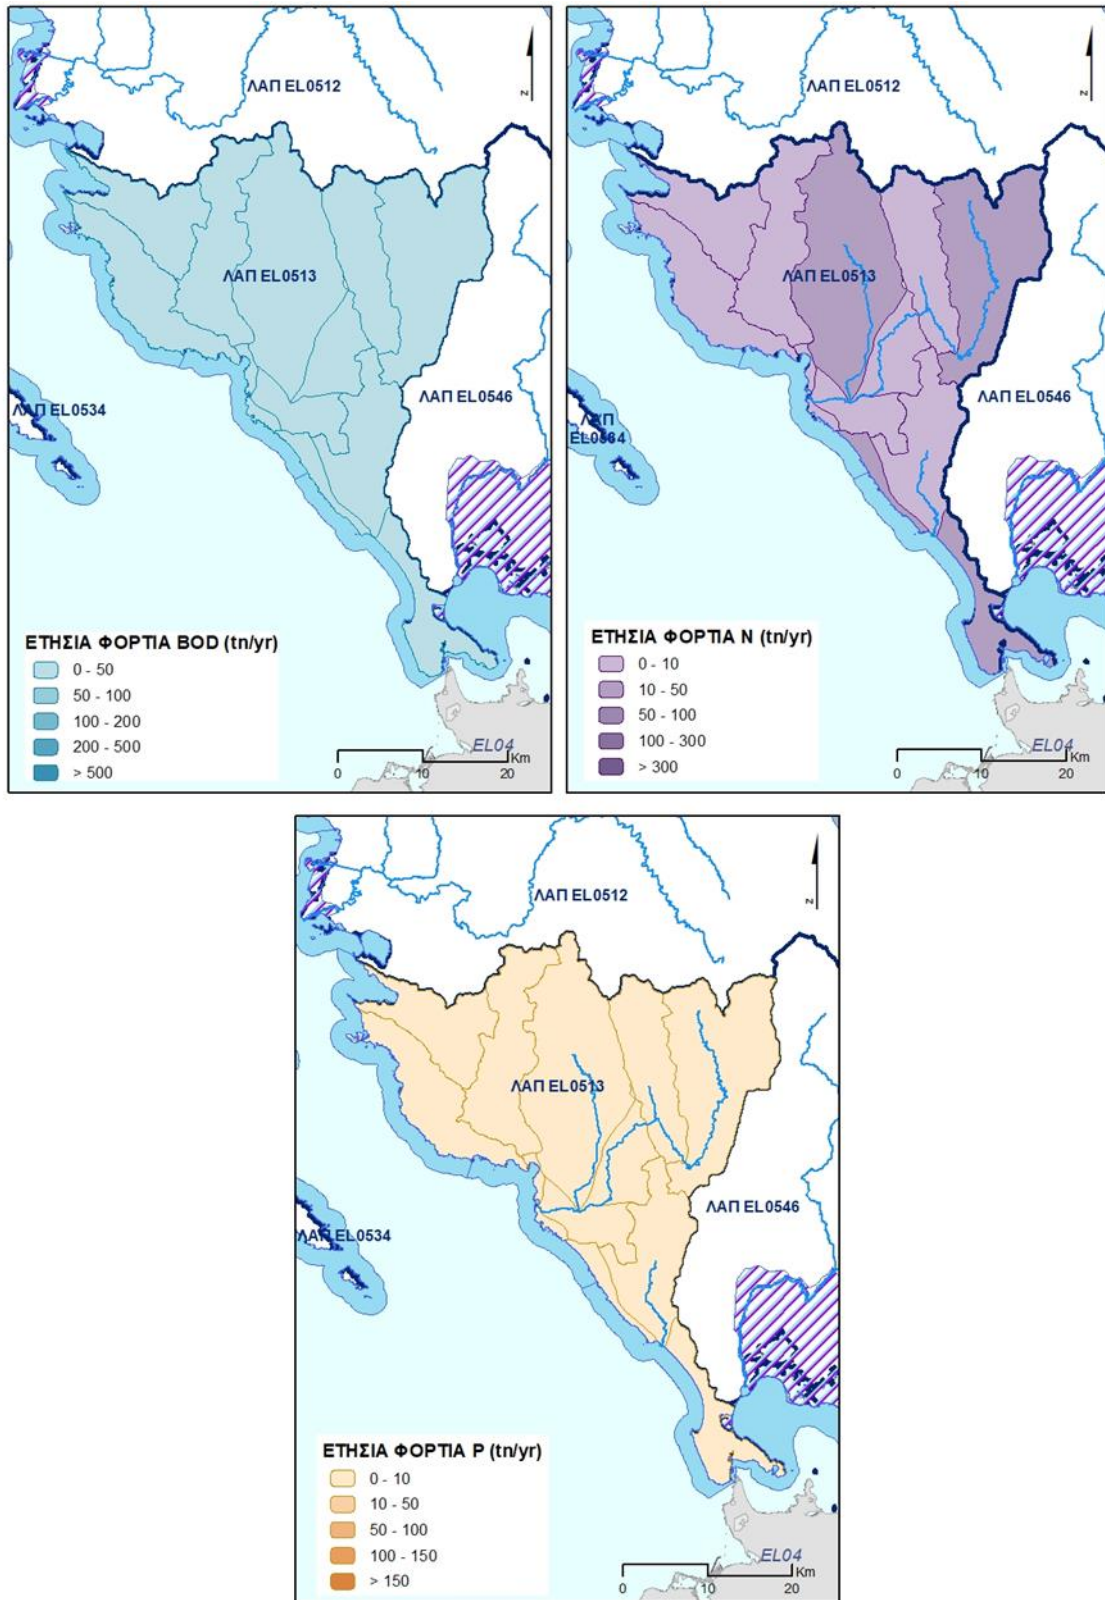 ΛΑΠ EL0512
ΛΑΠ EL0513
ΛΑΠ EL0534
ΛΑΠ EL0546
ΕΤΗΣΙΑ ΦΟΡΤΙΑ BOD (tn/yr)
0 - 50
50 - 100
100 - 200
200 - 500
> 500
EL04
Km
0 10 20
N
ΛΑΠ EL0512
ΛΑΠ EL0513
ΛΑΠ
EL0534
ΛΑΠ EL0546
ΕΤΗΣΙΑ ΦΟΡΤΙΑ N (tn/yr)
0 - 10
10 - 50
50 - 100
100 - 300
> 300
EL04
Km
0 10 20
N
ΛΑΠ EL0512
ΛΑΠ EL0513
ΛΑΠ EL0534
ΛΑΠ EL0546
ΕΤΗΣΙΑ ΦΟΡΤΙΑ P (tn/yr)
0 - 10
10 - 50
50 - 100
100 - 150
> 150
EL04
Km
0 10 20
N